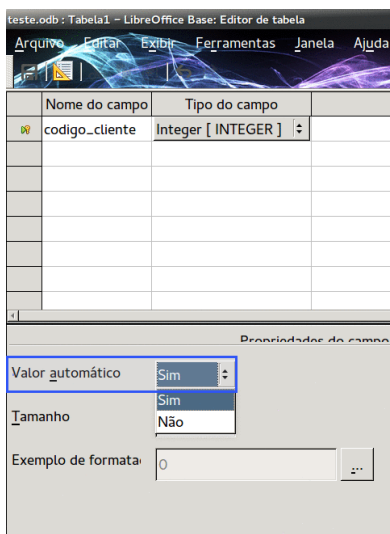 teste.odb : Tabela1 – LibreOffice Base: Editor de tabela
Arquivo Editar Exibir Ferramentas Janela Ajuda
Nome do campo Tipo do campo
codigo_cliente Integer [ INTEGER ]
Propriedades do campo
Valor automático Sim
Sim
Tamanho Não
Exemplo de formata 0 ...